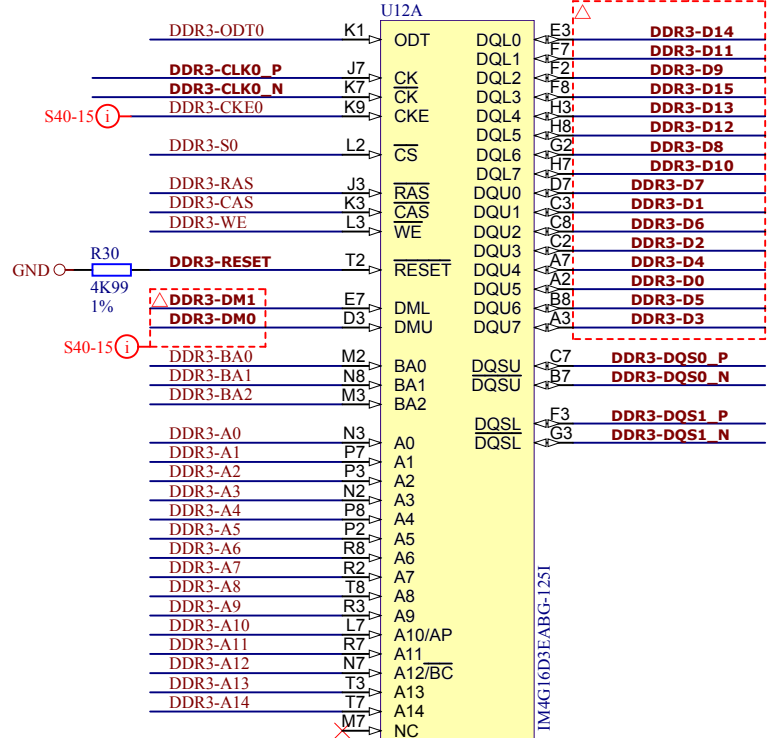 U12A
DDR3-ODT0 K1 ODT DQL0 E3 DDR3-D14
DQL1 F7 DDR3-D11
DDR3-CLK0_P J7 CK DQL2 F2 DDR3-D9
DDR3-CLK0_N K7 CK DQL3 F8 DDR3-D15
S40-15 i DDR3-CKE0 K9 CKE DQL4 H3 DDR3-D13
DQL5 H8 DDR3-D12
DDR3-S0 L2 CS DQL6 G2 DDR3-D8
DQL7 H7 DDR3-D10
DDR3-RAS J3 RAS DQU0 D7 DDR3-D7
DDR3-CAS K3 CAS DQU1 C3 DDR3-D1
DDR3-WE L3 WE DQU2 C8 DDR3-D6
DQU3 C2 DDR3-D2
GND R30 DDR3-RESET T2 RESET DQU4 A7 DDR3-D4
4K99 DQU5 A2 DDR3-D0
1% DDR3-DM1 E7 DML DQU6 B8 DDR3-D5
DDR3-DM0 D3 DMU DQU7 A3 DDR3-D3
S40-15 i
DDR3-BA0 M2 BA0 DQSU C7 DDR3-DQS0_P
DDR3-BA1 N8 BA1 DQSU B7 DDR3-DQS0_N
DDR3-BA2 M3 BA2
DQSL F3 DDR3-DQS1_P
DDR3-A0 N3 A0 DQSL G3 DDR3-DQS1_N
DDR3-A1 P7 A1
DDR3-A2 P3 A2
DDR3-A3 N2 A3
DDR3-A4 P8 A4
DDR3-A5 P2 A5
DDR3-A6 R8 A6
DDR3-A7 R2 A7
DDR3-A8 T8 A8
DDR3-A9 R3 A9
DDR3-A10 L7 A10/AP
DDR3-A11 R7 A11
DDR3-A12 N7 A12/BC
DDR3-A13 T3 A13
DDR3-A14 T7 A14
M7 NC
IM4G16D3EABG-125I